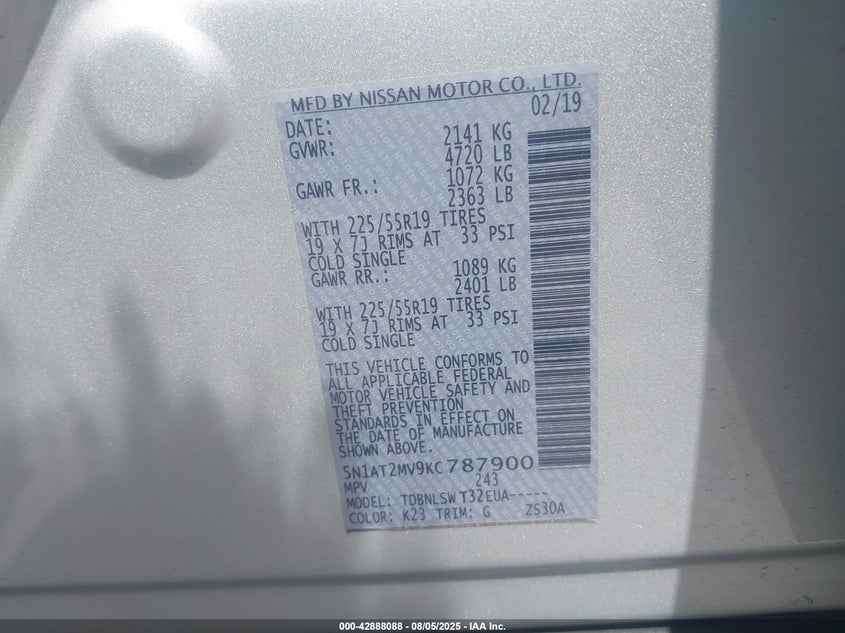 MFD BY NISSAN MOTOR CO., LTD.
DATE: 02/19
GVWR: 2141 KG
4720 LB
GAWR FR.: 1072 KG
2363 LB
WITH 225/55R19 TIRES
19 X 7J RIMS AT 33 PSI
COLD SINGLE
GAWR RR.: 1089 KG
2401 LB
WITH 225/55R19 TIRES
19 X 7J RIMS AT 33 PSI
COLD SINGLE
THIS VEHICLE CONFORMS TO
ALL APPLICABLE FEDERAL
MOTOR VEHICLE SAFETY AND
THEFT PREVENTION
STANDARDS IN EFFECT ON
THE DATE OF MANUFACTURE
SHOWN ABOVE.
5N1AT2MV9KC787900
MPV 243
MODEL: TDBNLSWT32EUA-----
COLOR: K23 TRIM: G ZS30A
000-42888088 - 08/05/2025 - IAA Inc.